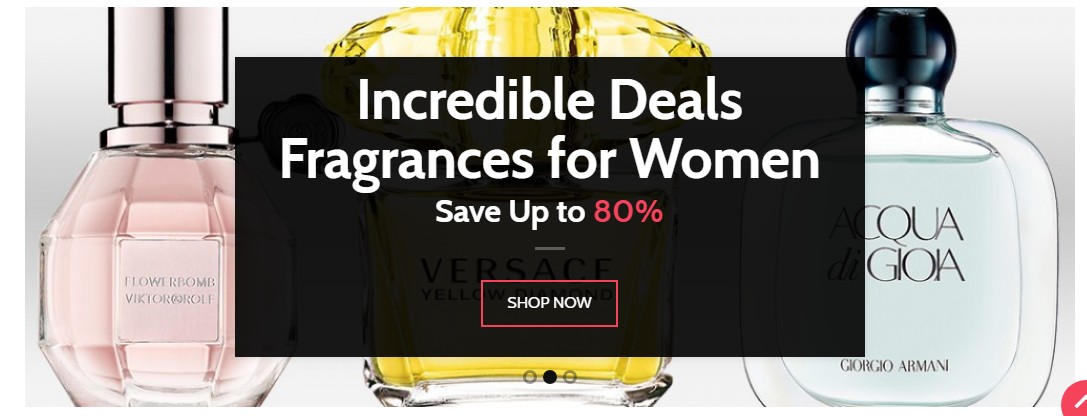 Incredible Deals
Fragrances for Women
Save Up to 80%
VERSACE
YELLOW DIAMOND
SHOP NOW
FLOWERBOMB
VIKTOR&ROLF
ACQUA
di GIOIA
GIORGIO ARMANI